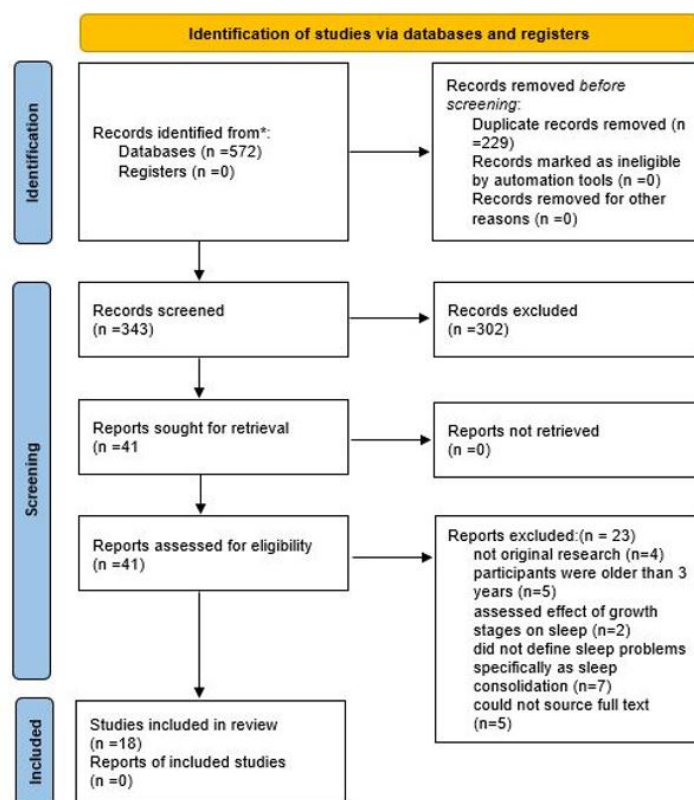 Identification of studies via databases and registers
Identification
Records identified from*:
Databases (n =572)
Registers (n =0)
Records removed before
screening:
Duplicate records removed (n
=229)
Records marked as ineligible
by automation tools (n =0)
Records removed for other
reasons (n =0)
Screening
Records screened
(n =343)
Records excluded
(n =302)
Reports sought for retrieval
(n =41
Reports not retrieved
(n =0)
Reports assessed for eligibility
(n =41)
Reports excluded:(n = 23)
not original research (n=4)
participants were older than 3
years (n=5)
assessed effect of growth
stages on sleep (n=2)
did not define sleep problems
specifically as sleep
consolidation (n=7)
could not source full text
(n=5)
Included
Studies included in review
(n =18)
Reports of included studies
(n =0)